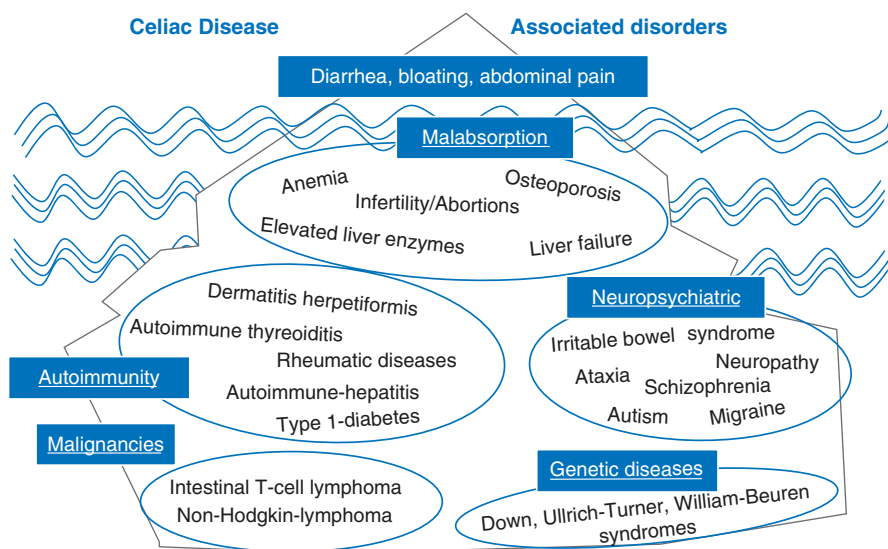 Celiac Disease
Associated disorders
Diarrhea, bloating, abdominal pain
Malabsorption
Anemia
Osteoporosis
Infertility/Abortions
Elevated liver enzymes
Liver failure
Dermatitis herpetiformis
Autoimmune thyreoiditis
Rheumatic diseases
Autoimmunity
Autoimmune-hepatitis
Type 1-diabetes
Neuropsychiatric
Irritable bowel syndrome
Neuropathy
Ataxia
Schizophrenia
Autism
Migraine
Malignancies
Intestinal T-cell lymphoma
Non-Hodgkin-lymphoma
Genetic diseases
Down, Ullrich-Turner, William-Beuren
syndromes